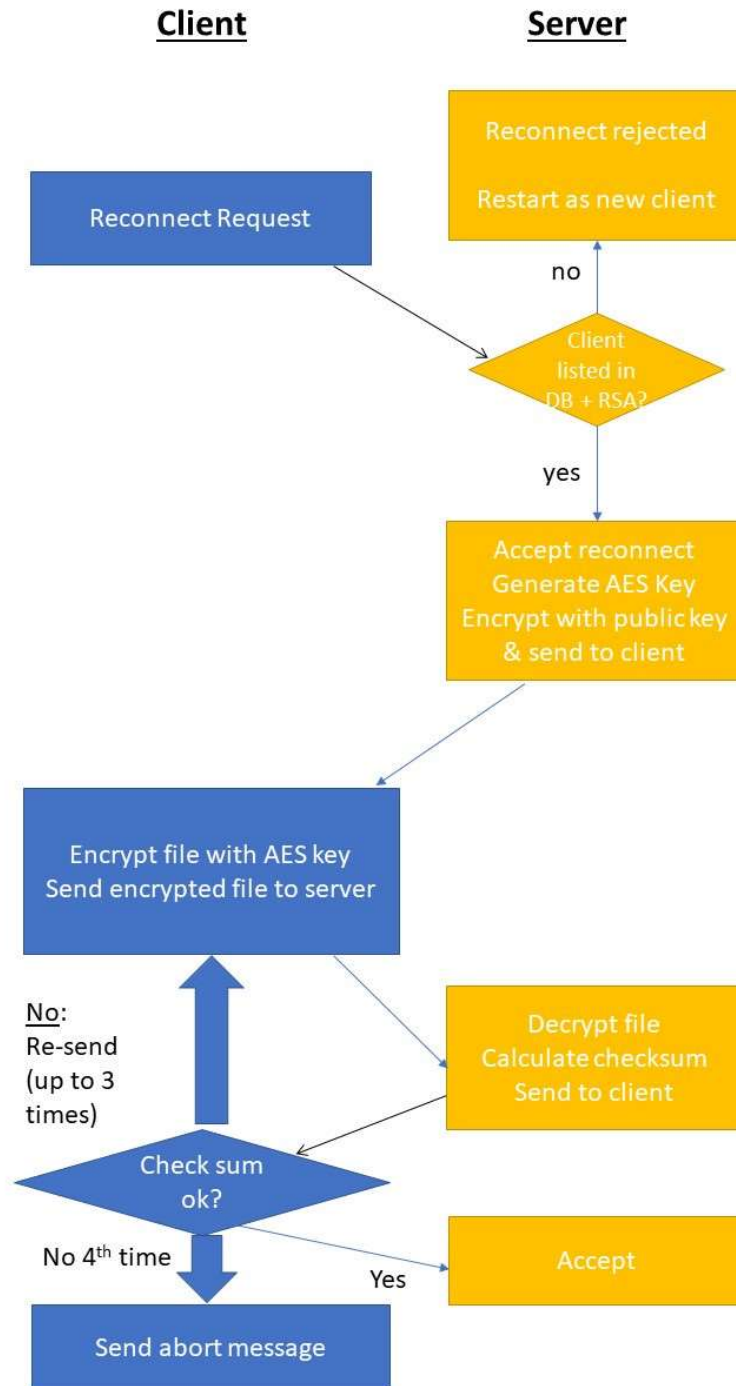 Client
Server
Reconnect rejected
Restart as new client
Reconnect Request
no
Client
listed in
DB + RSA?
yes
Accept reconnect
Generate AES Key
Encrypt with public key
& send to client
Encrypt file with AES key
Send encrypted file to server
No:
Re-send
(up to 3
times)
Decrypt file
Calculate checksum
Send to client
Check sum
ok?
No 4th time
Yes
Accept
Send abort message